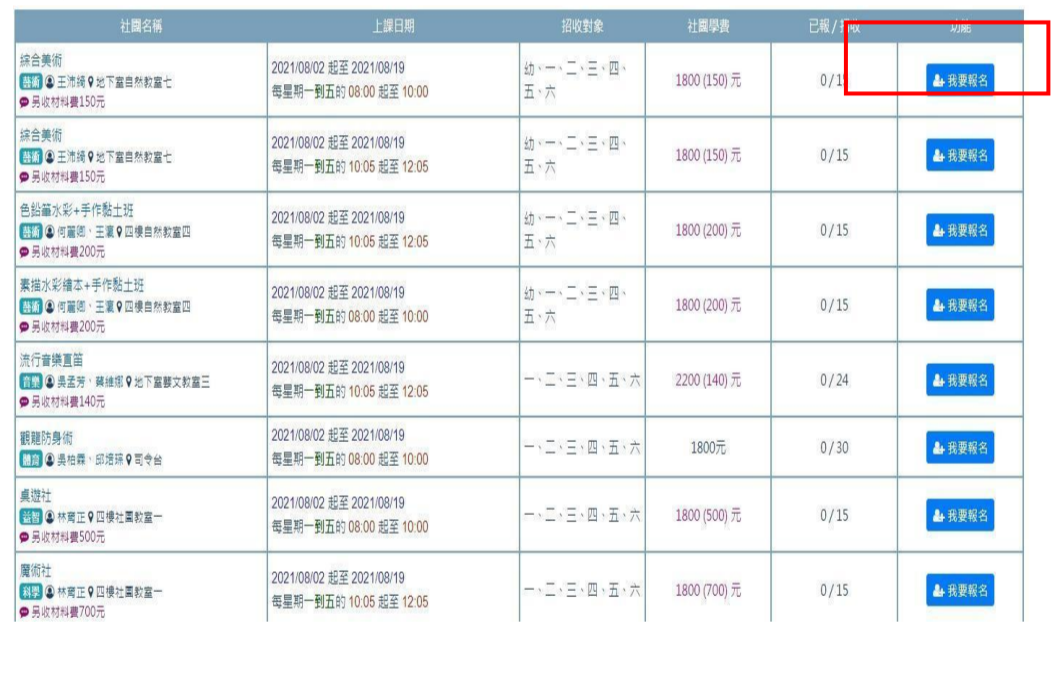 社團名稱 上課日期 招收對象 社團學費 已報 / 招收 功能
綜合美術
藝術 王沛綺 地下室自然教室七
另收材料費150元
2021/08/02 起至 2021/08/19
每星期一到五的 08:00 起至 10:00
幼、一、二、三、四、
五、六
1800 (150) 元
0 / 15
我要報名
綜合美術
藝術 王沛綺 地下室自然教室七
另收材料費150元
2021/08/02 起至 2021/08/19
每星期一到五的 10:05 起至 12:05
幼、一、二、三、四、
五、六
1800 (150) 元
0 / 15
我要報名
色鉛筆水彩+手作黏土班
藝術 何麗卿、王瀛 四樓自然教室四
另收材料費200元
2021/08/02 起至 2021/08/19
每星期一到五的 10:05 起至 12:05
幼、一、二、三、四、
五、六
1800 (200) 元
0 / 15
我要報名
素描水彩繪本+手作黏土班
藝術 何麗卿、王瀛 四樓自然教室四
另收材料費200元
2021/08/02 起至 2021/08/19
每星期一到五的 08:00 起至 10:00
幼、一、二、三、四、
五、六
1800 (200) 元
0 / 15
我要報名
流行音樂直笛
音樂 吳孟芳、蔡維娜 地下室藝文教室三
另收材料費140元
2021/08/02 起至 2021/08/19
每星期一到五的 10:05 起至 12:05
一、二、三、四、五、六
2200 (140) 元
0 / 24
我要報名
觀龍防身術
體育 吳柏霖、邱增珠 司令台
2021/08/02 起至 2021/08/19
每星期一到五的 08:00 起至 10:00
一、二、三、四、五、六
1800元
0 / 30
我要報名
桌遊社
益智 林育正 四樓社團教室一
另收材料費500元
2021/08/02 起至 2021/08/19
每星期一到五的 08:00 起至 10:00
一、二、三、四、五、六
1800 (500) 元
0 / 15
我要報名
魔術社
科學 林育正 四樓社團教室一
另收材料費700元
2021/08/02 起至 2021/08/19
每星期一到五的 10:05 起至 12:05
一、二、三、四、五、六
1800 (700) 元
0 / 15
我要報名